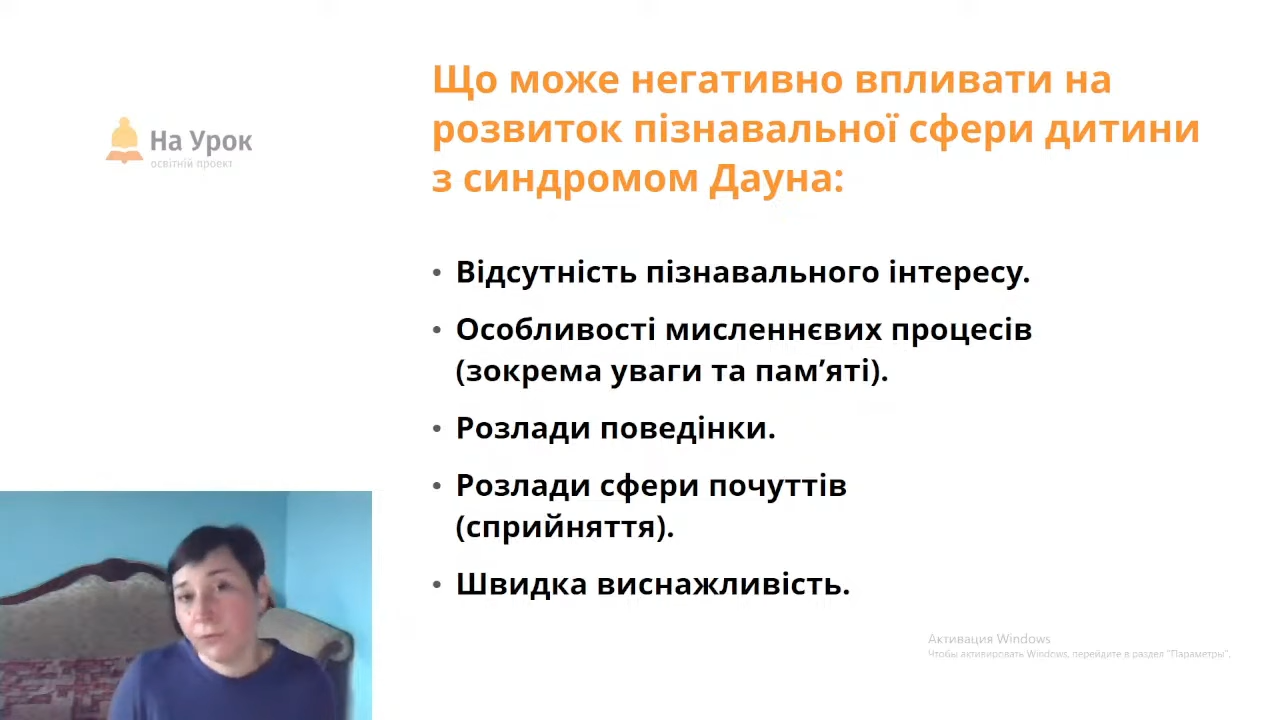 На Урок
освітній проект
Що може негативно впливати на
розвиток пізнавальної сфери дитини
з синдромом Дауна:
• Відсутність пізнавального інтересу.
• Особливості мисленнєвих процесів
(зокрема уваги та пам’яті).
• Розлади поведінки.
• Розлади сфери почуттів
(сприйняття).
• Швидка виснажливість.
Активация Windows
Чтобы активировать Windows, перейдите в раздел "Параметры".